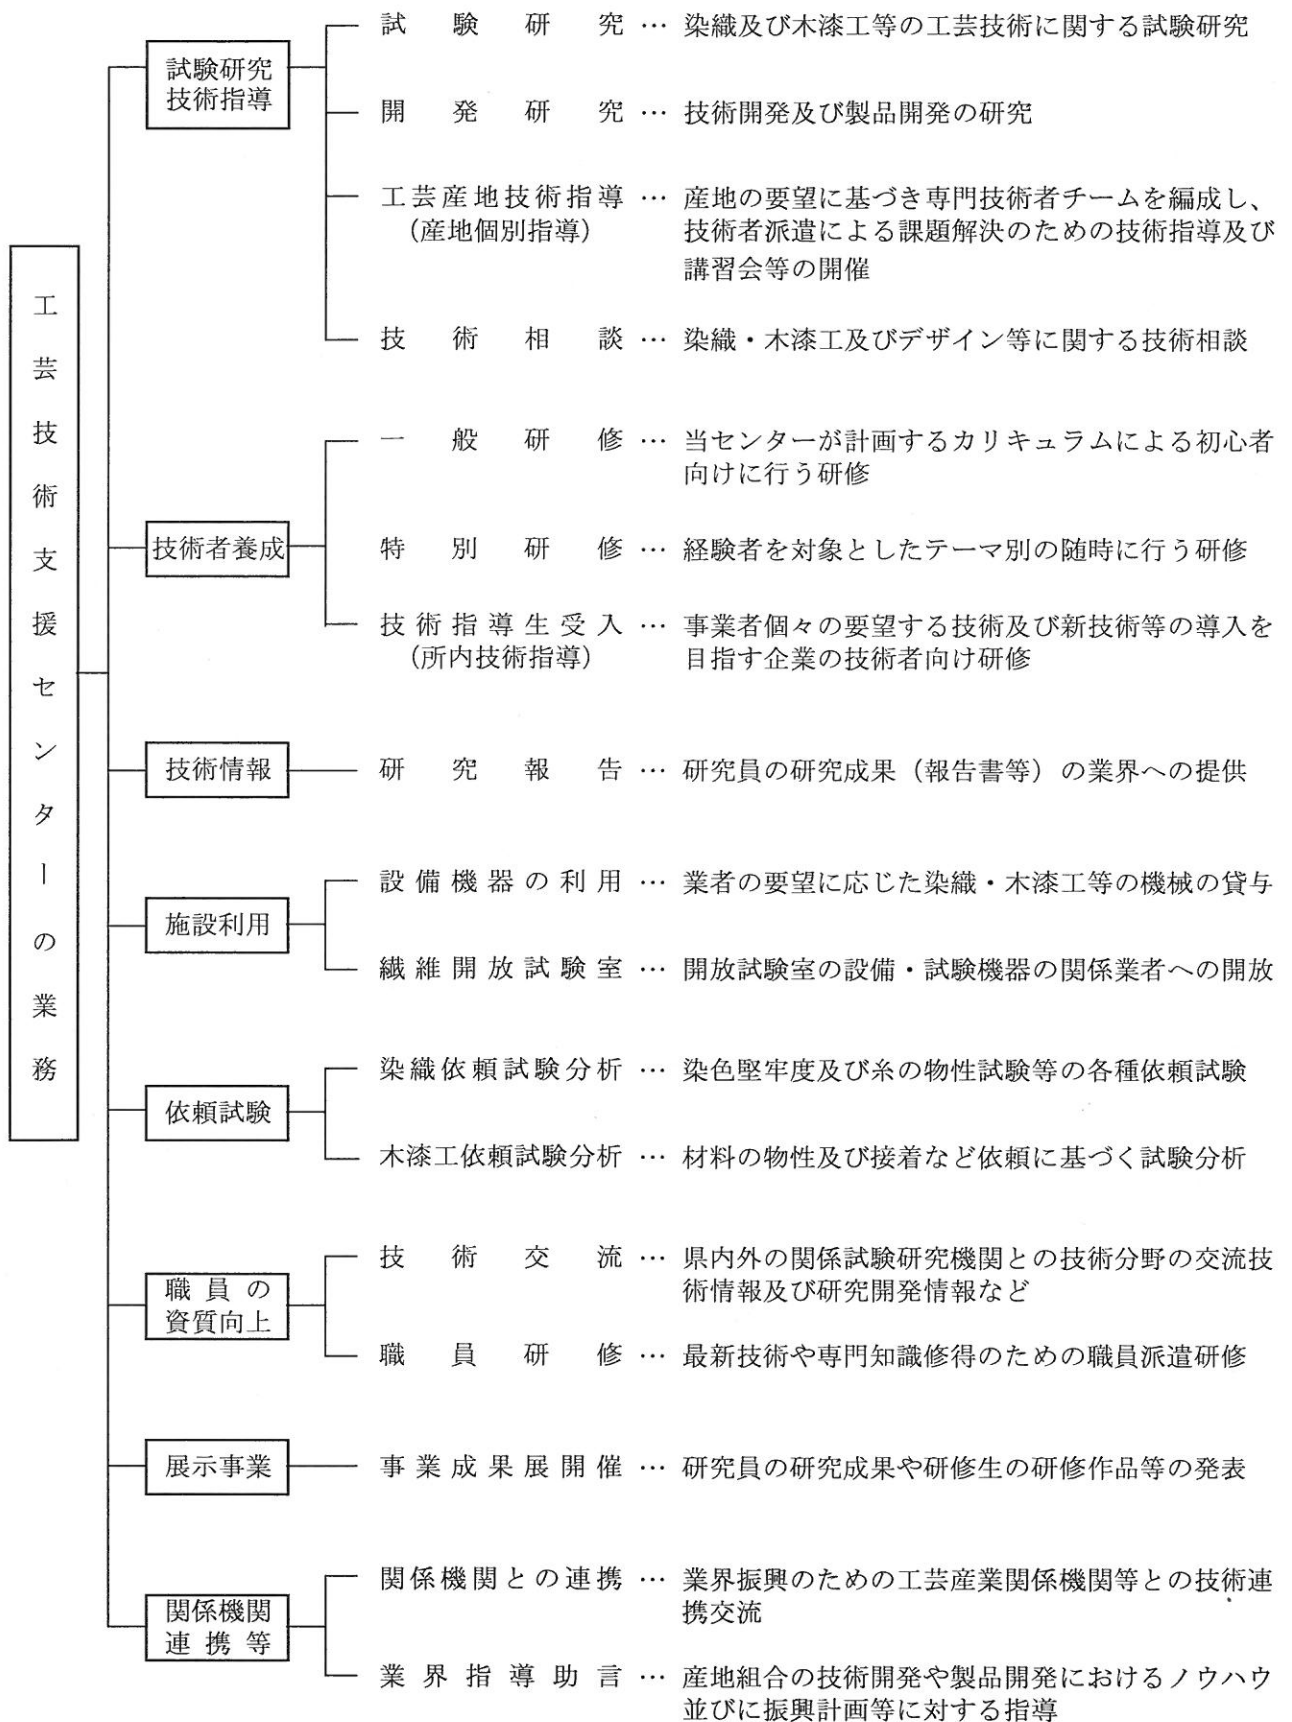 工芸技術支援センターの業務
試験研究
技術指導
試験研究 … 染織及び木漆工等の工芸技術に関する試験研究
開発研究 … 技術開発及び製品開発の研究
工芸産地技術指導 … 産地の要望に基づき専門技術者チームを編成し、
(産地個別指導) 技術者派遣による課題解決のための技術指導及び
講習会等の開催
技術相談 … 染織・木漆工及びデザイン等に関する技術相談
技術者養成
一般研修 … 当センターが計画するカリキュラムによる初心者
向けに行う研修
特別研修 … 経験者を対象としたテーマ別の随時に行う研修
技術指導生受入 … 事業者個々の要望する技術及び新技術等の導入を
(所内技術指導) 目指す企業の技術者向け研修
技術情報
研究報告 … 研究員の研究成果（報告書等）の業界への提供
施設利用
設備機器の利用 … 業者の要望に応じた染織・木漆工等の機械の貸与
繊維開放試験室 … 開放試験室の設備・試験機器の関係業者への開放
依頼試験
染織依頼試験分析 … 染色堅牢度及び糸の物性試験等の各種依頼試験
木漆工依頼試験分析 … 材料の物性及び接着など依頼に基づく試験分析
職員の
資質向上
技術交流 … 県内外の関係試験研究機関との技術分野の交流技
術情報及び研究開発情報など
職員研修 … 最新技術や専門知識修得のための職員派遣研修
展示事業
事業成果展開催 … 研究員の研究成果や研修生の研修作品等の発表
関係機関
連携等
関係機関との連携 … 業界振興のための工芸産業関係機関等との技術連
携交流
業界指導助言 … 産地組合の技術開発や製品開発におけるノウハウ
並びに振興計画等に対する指導